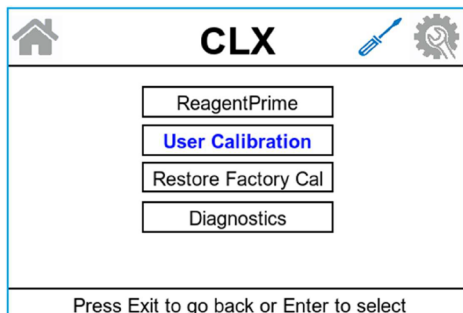 CLX
ReagentPrime
User Calibration
Restore Factory Cal
Diagnostics
Press Exit to go back or Enter to select